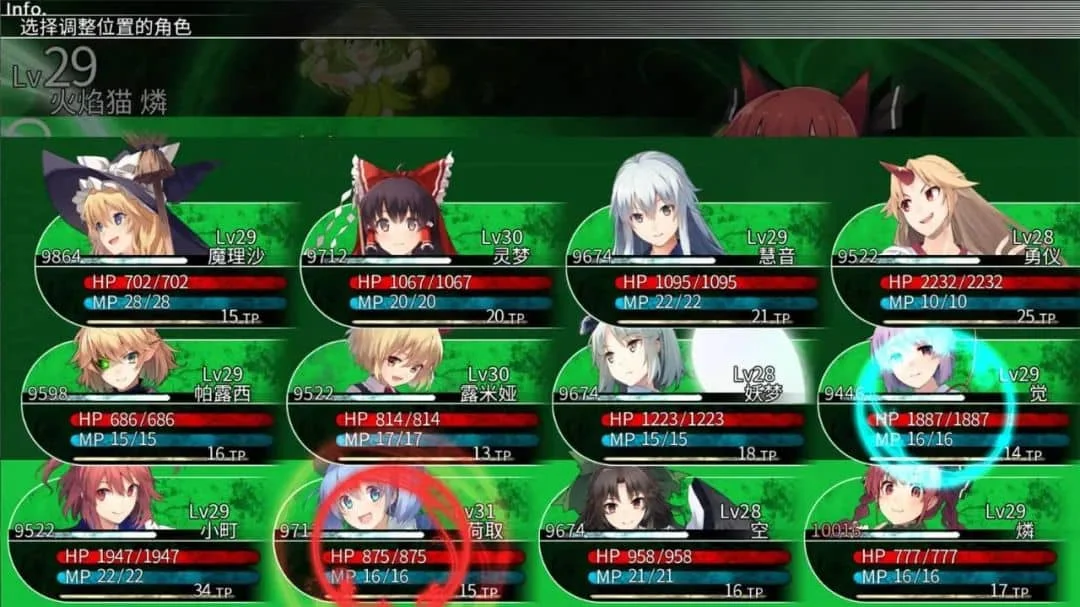 Info.
选择调整位置的角色
Lv 29
火焰猫 燐
Lv29
9864 魔理沙
HP 702/702
MP 28/28
15 TP
Lv30
9712 灵梦
HP 1067/1067
MP 20/20
20 TP
Lv29
9674 慧音
HP 1095/1095
MP 22/22
21 TP
Lv28
9522 勇仪
HP 2232/2232
MP 10/10
25 TP
Lv29
9598 帕露西
HP 686/686
MP 15/15
16 TP
Lv30
9522 露米娅
HP 814/814
MP 17/17
13 TP
Lv28
9674 妖梦
HP 1223/1223
MP 15/15
18 TP
Lv29
9446 觉
HP 1887/1887
MP 16/16
14 TP
Lv29
9522 小町
HP 1947/1947
MP 22/22
34 TP
Lv31
荷取
HP 875/875
MP 16/16
15 TP
Lv28
9674 空
HP 958/958
MP 21/21
16 TP
Lv29
燐
HP 777/777
MP 16/16
17 TP